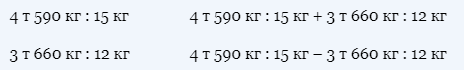 4 т 590 кг : 15 кг
4 т 590 кг : 15 кг + 3 т 660 кг : 12 кг
3 т 660 кг : 12 кг
4 т 590 кг : 15 кг – 3 т 660 кг : 12 кг